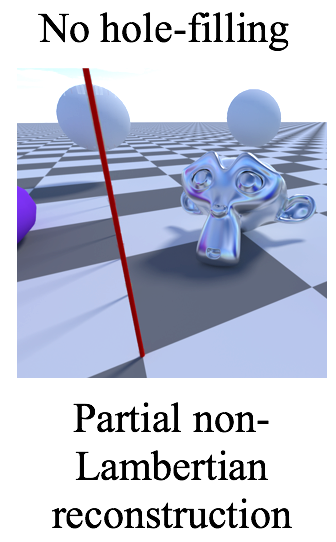 No hole-filling
Partial non-
Lambertian
reconstruction